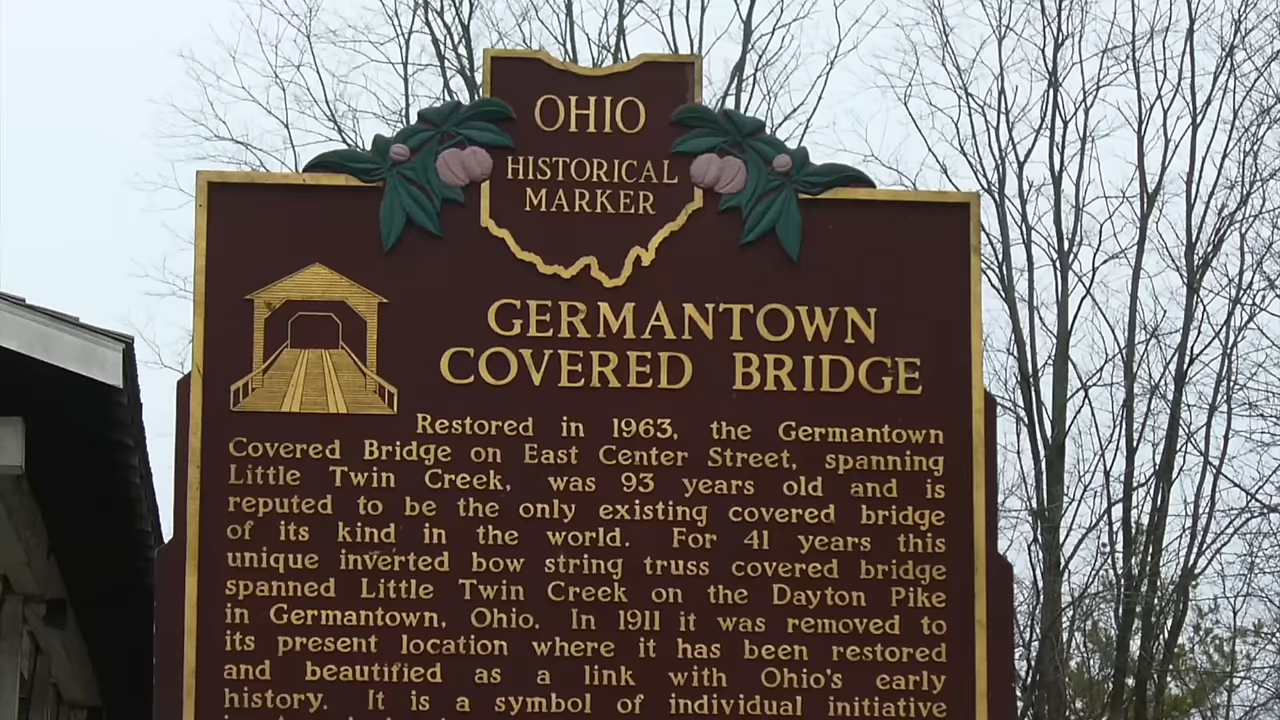 OHIO
HISTORICAL
MARKER
GERMANTOWN
COVERED BRIDGE
Restored in 1963, the Germantown
Covered Bridge on East Center Street, spanning
Little Twin Creek, was 93 years old and is
reputed to be the only existing covered bridge
of its kind in the world. For 41 years this
unique inverted bow string truss covered bridge
spanned Little Twin Creek on the Dayton Pike
in Germantown, Ohio. In 1911 it was removed to
its present location where it has been restored
and beautified as a link with Ohio's early
history. It is a symbol of individual initiative